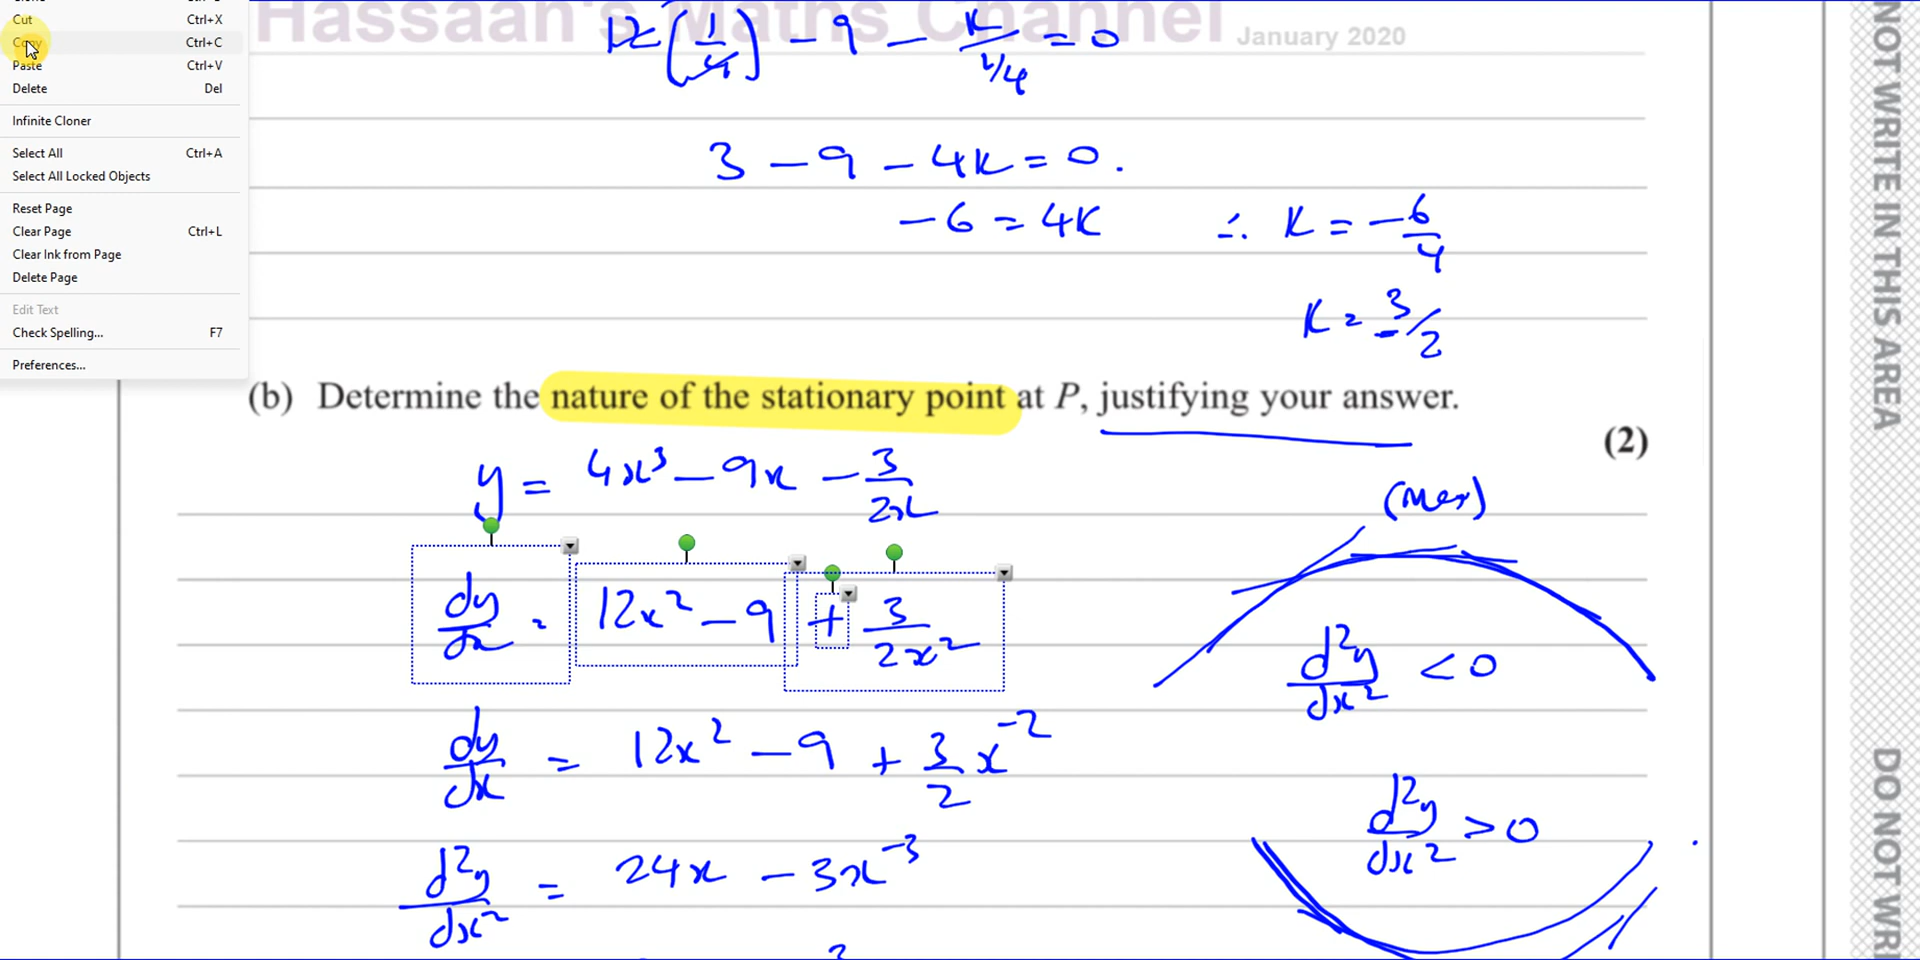 Cut Ctrl+X
Copy Ctrl+C
Paste Ctrl+V
Delete Del
Infinite Cloner
Select All Ctrl+A
Select All Locked Objects
Reset Page
Clear Page Ctrl+L
Clear Ink from Page
Delete Page
Edit Text
Check Spelling... F7
Preferences...
Hassaan's Maths Channel January 2020
12(1/4) - 9 - k/(1/4) = 0
3 - 9 - 4k = 0.
-6 = 4k ∴ k = -6/4
k = -3/2
(b) Determine the nature of the stationary point at P, justifying your answer.
(2)
y = 4x³ - 9x - 3/2x
(Max)
dy/dx = 12x² - 9 + 3/2x²
d²y/dx² < 0
dy/dx = 12x² - 9 + 3/2 x⁻²
d²y/dx² > 0
d²y/dx² = 24x - 3x⁻³
NOT WRITE IN THIS AREA
DO NOT WRI